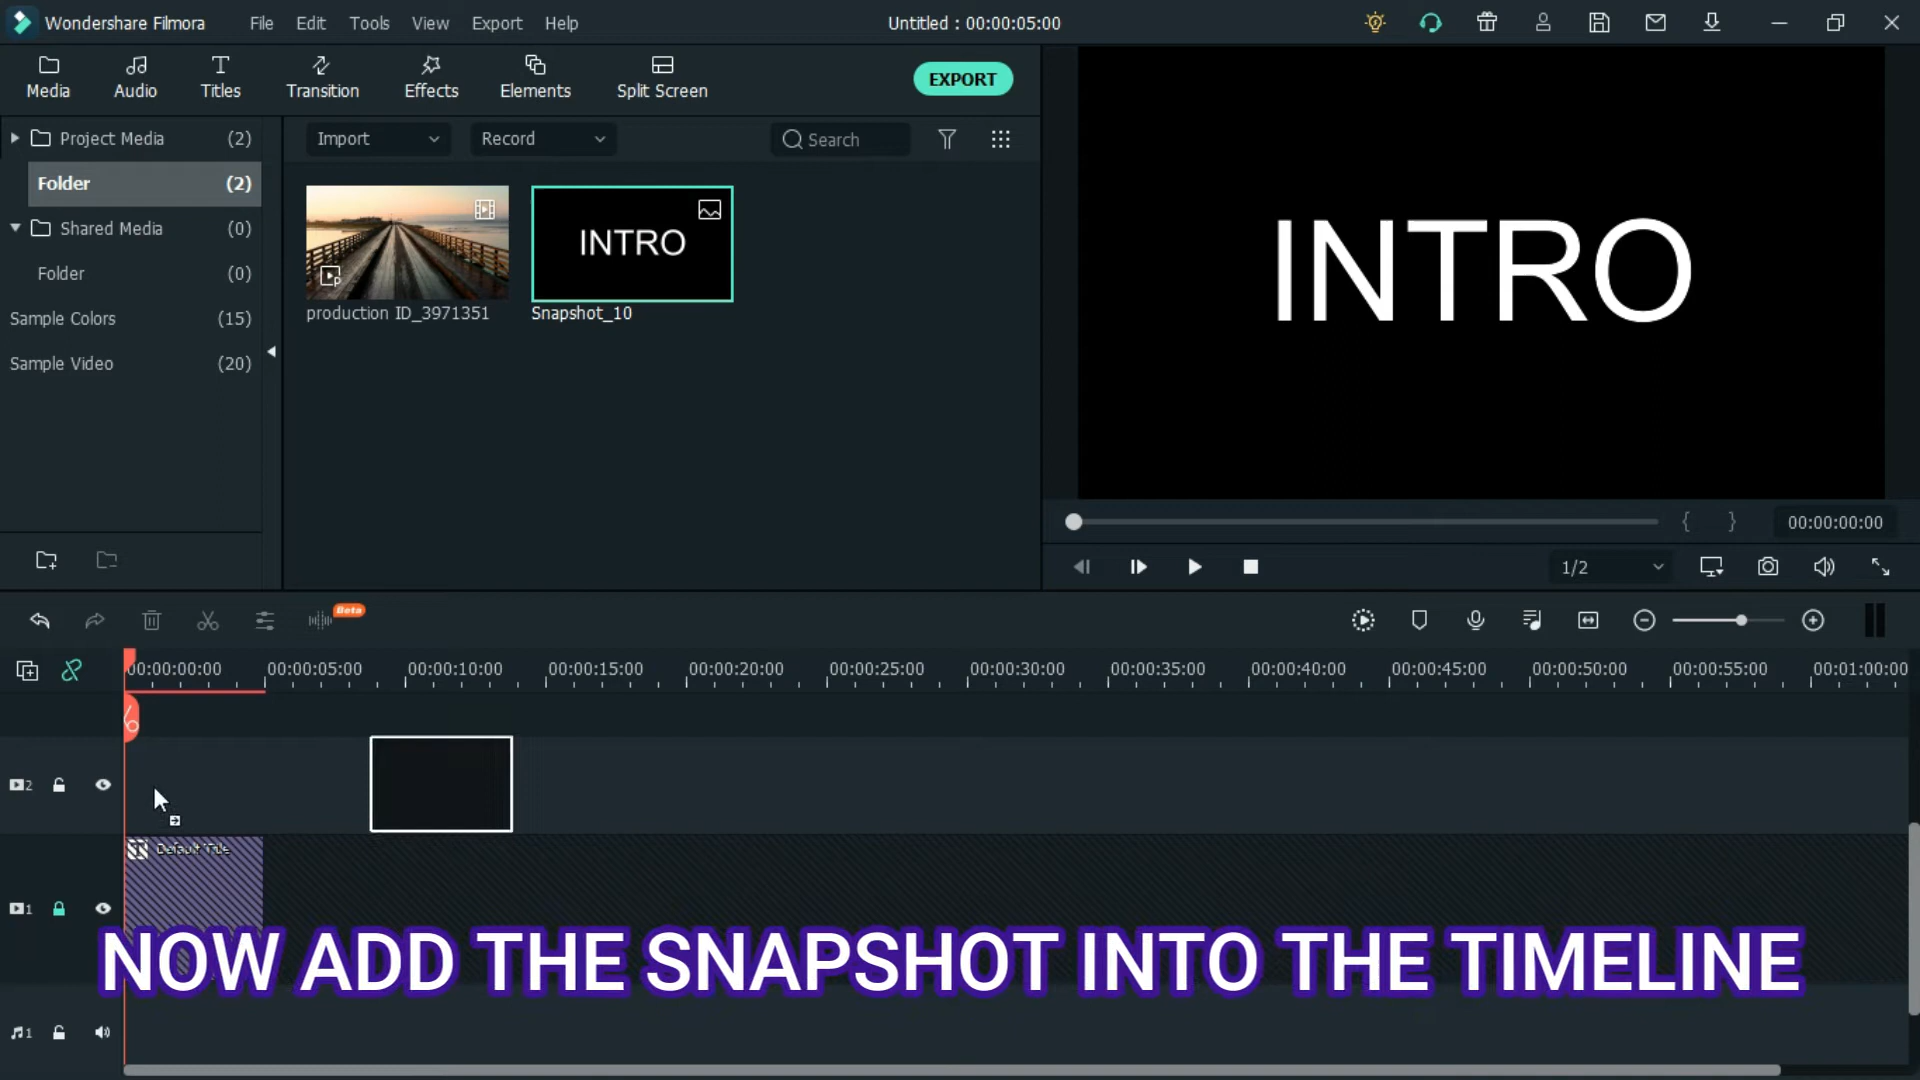 Wondershare Filmora File Edit Tools View Export Help Untitled : 00:00:05:00
Media Audio Titles Transition Effects Elements Split Screen EXPORT
Project Media (2)
Folder (2)
Shared Media (0)
Folder (0)
Sample Colors (15)
Sample Video (20)
Import Record Search
INTRO
production ID_3971351 Snapshot_10
INTRO
00:00:00:00
1/2
Beta
00:00:00:00 00:00:05:00 00:00:10:00 00:00:15:00 00:00:20:00 00:00:25:00 00:00:30:00 00:00:35:00 00:00:40:00 00:00:45:00 00:00:50:00 00:00:55:00 00:01:00:00
2
T Default Title
1
NOW ADD THE SNAPSHOT INTO THE TIMELINE
1